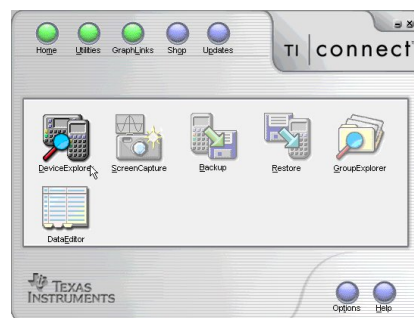 Home Utilities GraphLinks Shop Updates
TI connect
DeviceExplorer ScreenCapture Backup Restore GroupExplorer
DataEditor
TEXAS
INSTRUMENTS
Options Help